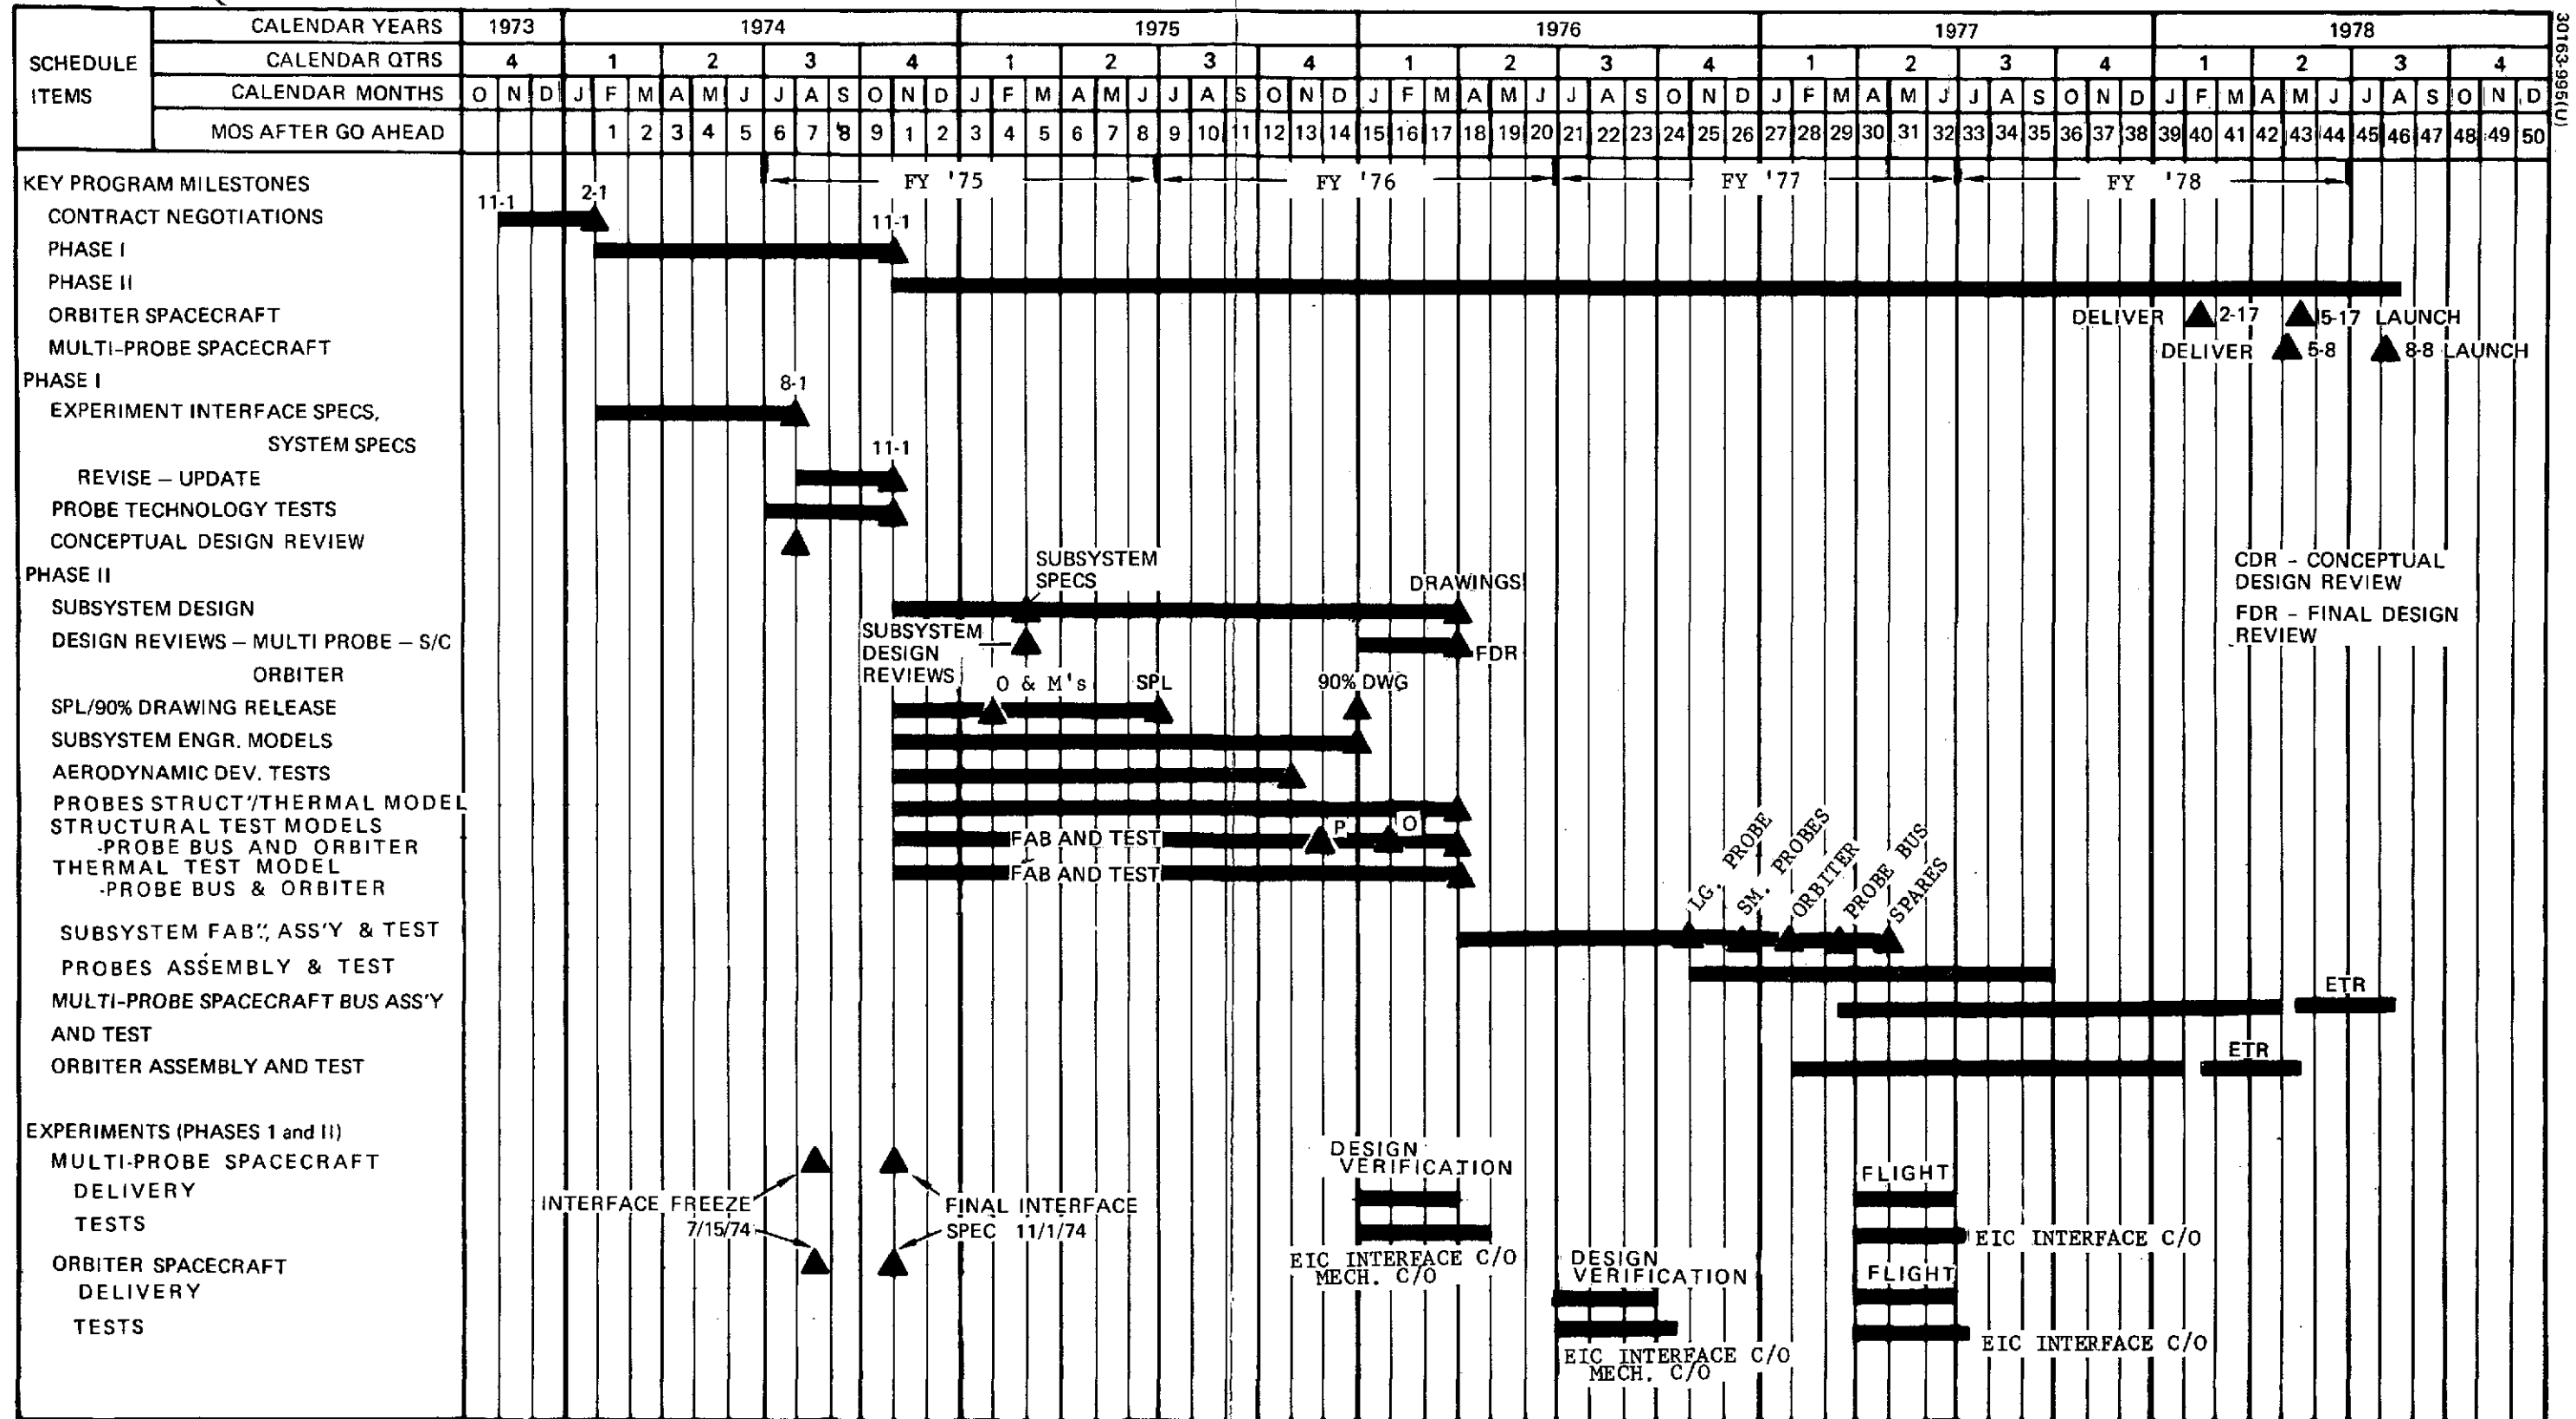 30163-995(U)
SCHEDULE ITEMS
CALENDAR YEARS 1973 1974 1975 1976 1977 1978
CALENDAR QTRS 4 1 2 3 4 1 2 3 4 1 2 3 4 1 2 3 4 1 2 3 4
CALENDAR MONTHS O N D J F M A M J J A S O N D J F M A M J J A S O N D J F M A M J J A S O N D J F M A M J J A S O N D J F M A M J J A S O N D
MOS AFTER GO AHEAD 1 2 3 4 5 6 7 8 9 1 2 3 4 5 6 7 8 9 10 11 12 13 14 15 16 17 18 19 20 21 22 23 24 25 26 27 28 29 30 31 32 33 34 35 36 37 38 39 40 41 42 43 44 45 46 47 48 49 50
KEY PROGRAM MILESTONES FY '75 FY '76 FY '77 FY '78
CONTRACT NEGOTIATIONS 11-1 2-1
PHASE I 11-1
PHASE II
ORBITER SPACECRAFT DELIVER 2-17 5-17 LAUNCH
MULTI-PROBE SPACECRAFT DELIVER 5-8 8-8 LAUNCH
PHASE I
EXPERIMENT INTERFACE SPECS, 8-1
SYSTEM SPECS
REVISE – UPDATE 11-1
PROBE TECHNOLOGY TESTS
CONCEPTUAL DESIGN REVIEW
PHASE II
SUBSYSTEM DESIGN
SUBSYSTEM
SPECS
DRAWINGS
CDR - CONCEPTUAL
DESIGN REVIEW
FDR - FINAL DESIGN
REVIEW
DESIGN REVIEWS – MULTI PROBE – S/C
ORBITER
SUBSYSTEM
DESIGN
REVIEWS
FDR
SPL/90% DRAWING RELEASE O & M's SPL 90% DWG
SUBSYSTEM ENGR. MODELS
AERODYNAMIC DEV. TESTS
PROBES STRUCT'/THERMAL MODEL
STRUCTURAL TEST MODELS
-PROBE BUS AND ORBITER FAB AND TEST P O
THERMAL TEST MODEL
-PROBE BUS & ORBITER FAB AND TEST
LG. PROBE
SM. PROBES
ORBITER
PROBE BUS
SPARES
SUBSYSTEM FAB", ASS'Y & TEST
PROBES ASSEMBLY & TEST
MULTI-PROBE SPACECRAFT BUS ASS'Y ETR
AND TEST
ORBITER ASSEMBLY AND TEST ETR
EXPERIMENTS (PHASES 1 and II)
MULTI-PROBE SPACECRAFT
DELIVERY
TESTS
INTERFACE FREEZE
7/15/74
FINAL INTERFACE
SPEC 11/1/74
DESIGN
VERIFICATION
FLIGHT
EIC INTERFACE C/O
MECH. C/O
EIC INTERFACE C/O
ORBITER SPACECRAFT
DELIVERY
TESTS
DESIGN
VERIFICATION
FLIGHT
EIC INTERFACE C/O
MECH. C/O
EIC INTERFACE C/O